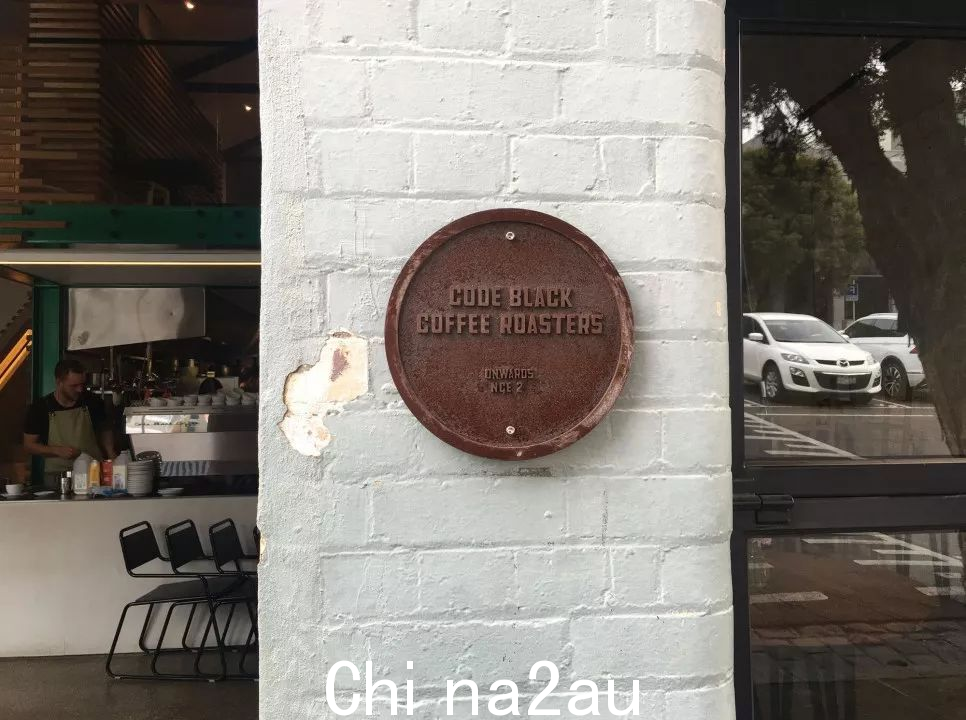 CODE BLACK
COFFEE ROASTERS
ONWARDS
NCE 2
Chi na2au